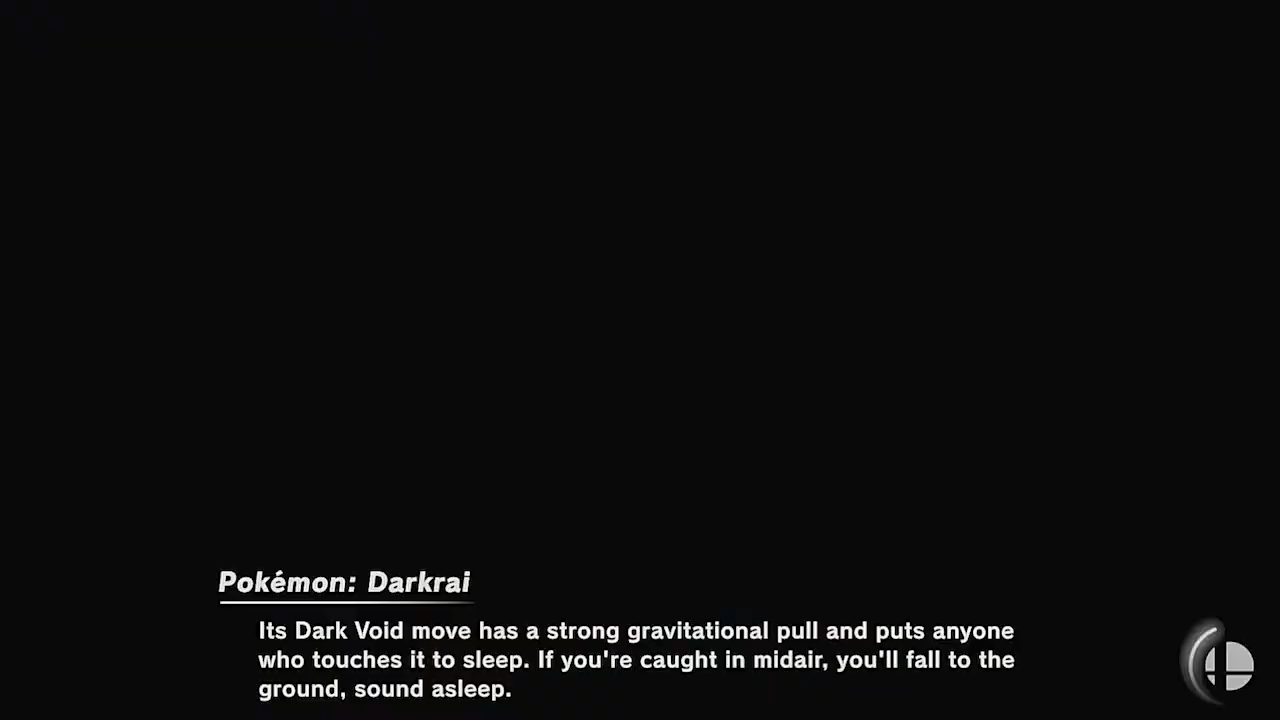 Pokémon: Darkrai
Its Dark Void move has a strong gravitational pull and puts anyone
who touches it to sleep. If you're caught in midair, you'll fall to the
ground, sound asleep.